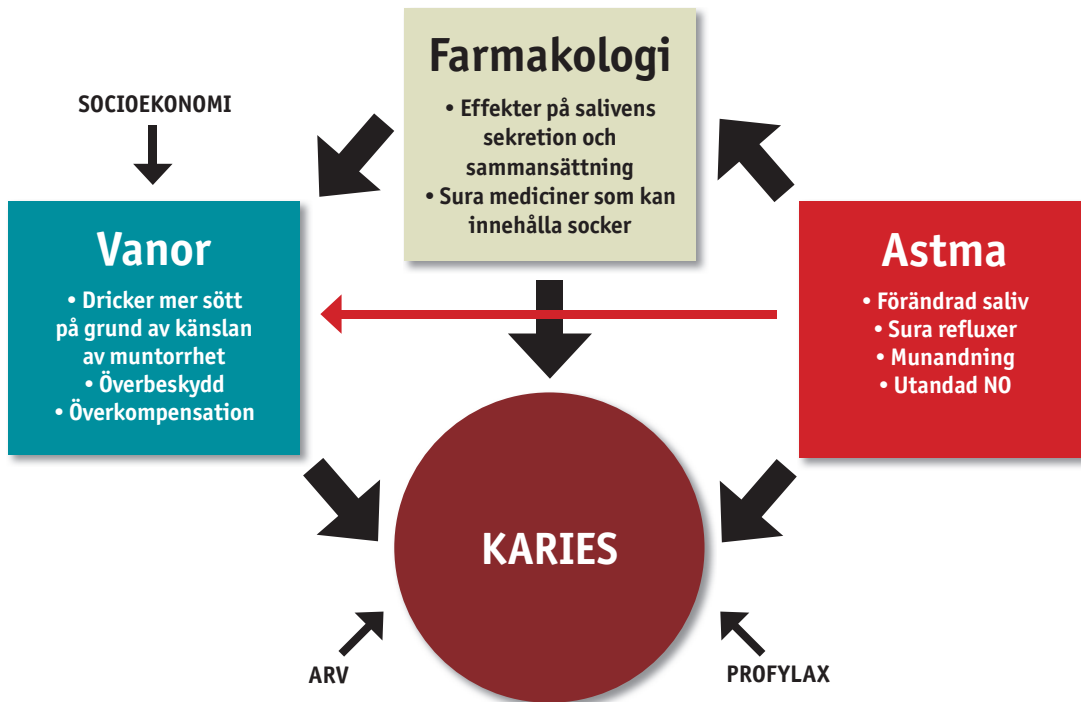 Farmakologi
• Effekter på salivens
sekretion och
sammansättning
• Sura mediciner som kan
innehålla socker
SOCIOEKONOMI
Vanor
• Dricker mer sött
på grund av känslan
av muntorrhet
• Överbeskydd
• Överkompensation
Astma
• Förändrad saliv
• Sura refluxer
• Munandning
• Utandad NO
KARIES
ARV
PROFYLAX